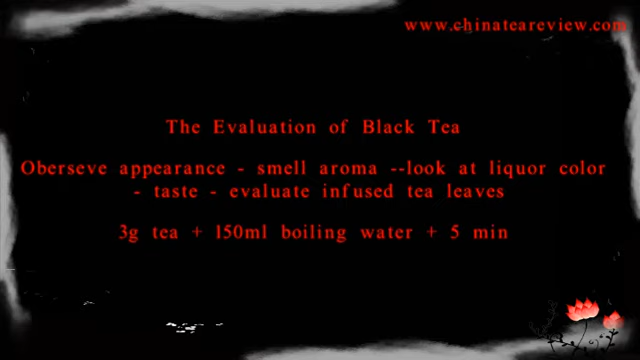 www.chinateareview.com
The Evaluation of Black Tea
Oberseve appearance - smell aroma --look at liquor color
- taste - evaluate infused tea leaves
3g tea + 150ml boiling water + 5 min